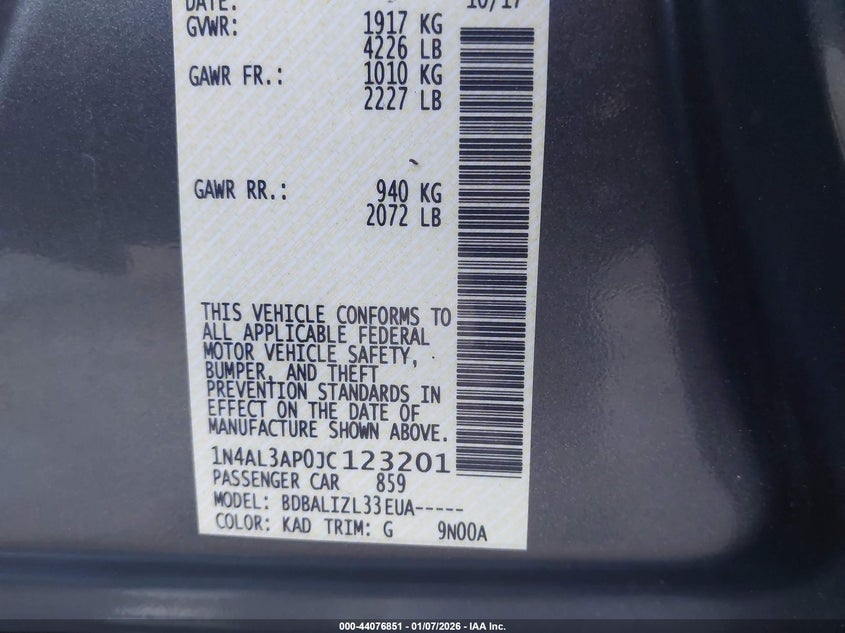 DATE: 10/17
GVWR: 1917 KG
4226 LB
GAWR FR.: 1010 KG
2227 LB
GAWR RR.: 940 KG
2072 LB
THIS VEHICLE CONFORMS TO
ALL APPLICABLE FEDERAL
MOTOR VEHICLE SAFETY,
BUMPER, AND THEFT
PREVENTION STANDARDS IN
EFFECT ON THE DATE OF
MANUFACTURE SHOWN ABOVE.
1N4AL3AP0JC123201
PASSENGER CAR 859
MODEL: BDBALIZL33EUA-----
COLOR: KAD TRIM: G 9N00A
000-44076851 - 01/07/2026 - IAA Inc.